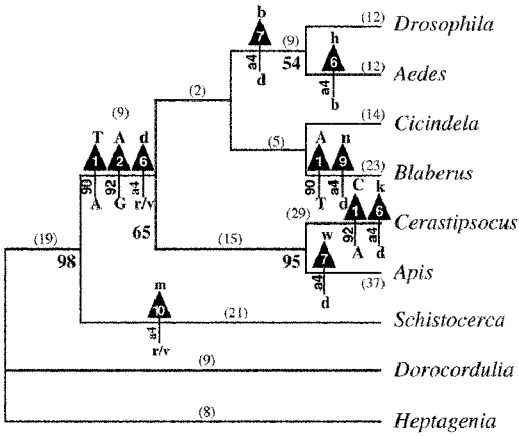 b
7
a4
d
(9)
54
(12) Drosophila
h
6
a4
b
(12) Aedes
(2)
(9)
T A d
1 2 6
90 92 a4
A G r/v
65
(5)
(14) Cicindela
A n
1 9
90 a4
T d
(23) Blaberus
C k
1 6
92 a4
A d
(29) Cerastipsocus
(19)
98
(15)
95
w
7
a4
d
(37) Apis
m
10
a4
r/v
(21) Schistocerca
(9) Dorocordulia
(8) Heptagenia